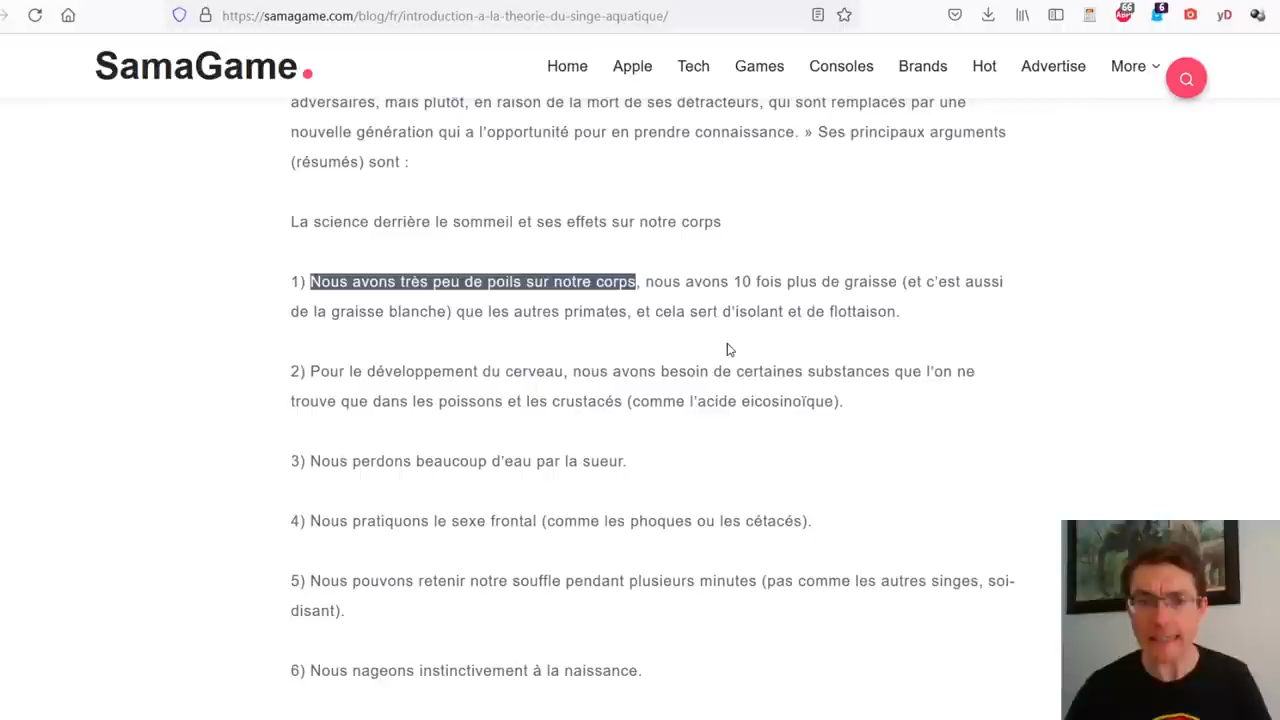 https://samagame.com/blog/fr/introduction-a-la-theorie-du-singe-aquatique/
66
6
yD
SamaGame.
Home Apple Tech Games Consoles Brands Hot Advertise More
adversaires, mais plutôt, en raison de la mort de ses détracteurs, qui sont remplacés par une
nouvelle génération qui a l'opportunité pour en prendre connaissance. » Ses principaux arguments
(résumés) sont :
La science derrière le sommeil et ses effets sur notre corps
1) Nous avons très peu de poils sur notre corps, nous avons 10 fois plus de graisse (et c'est aussi
de la graisse blanche) que les autres primates, et cela sert d'isolant et de flottaison.
2) Pour le développement du cerveau, nous avons besoin de certaines substances que l'on ne
trouve que dans les poissons et les crustacés (comme l'acide eicosinoïque).
3) Nous perdons beaucoup d'eau par la sueur.
4) Nous pratiquons le sexe frontal (comme les phoques ou les cétacés).
5) Nous pouvons retenir notre souffle pendant plusieurs minutes (pas comme les autres singes, soi-
disant).
6) Nous nageons instinctivement à la naissance.